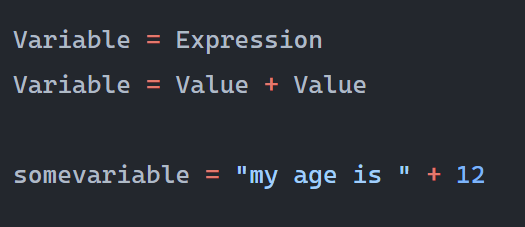 Variable = Expression
Variable = Value + Value
somevariable = "my age is " + 12